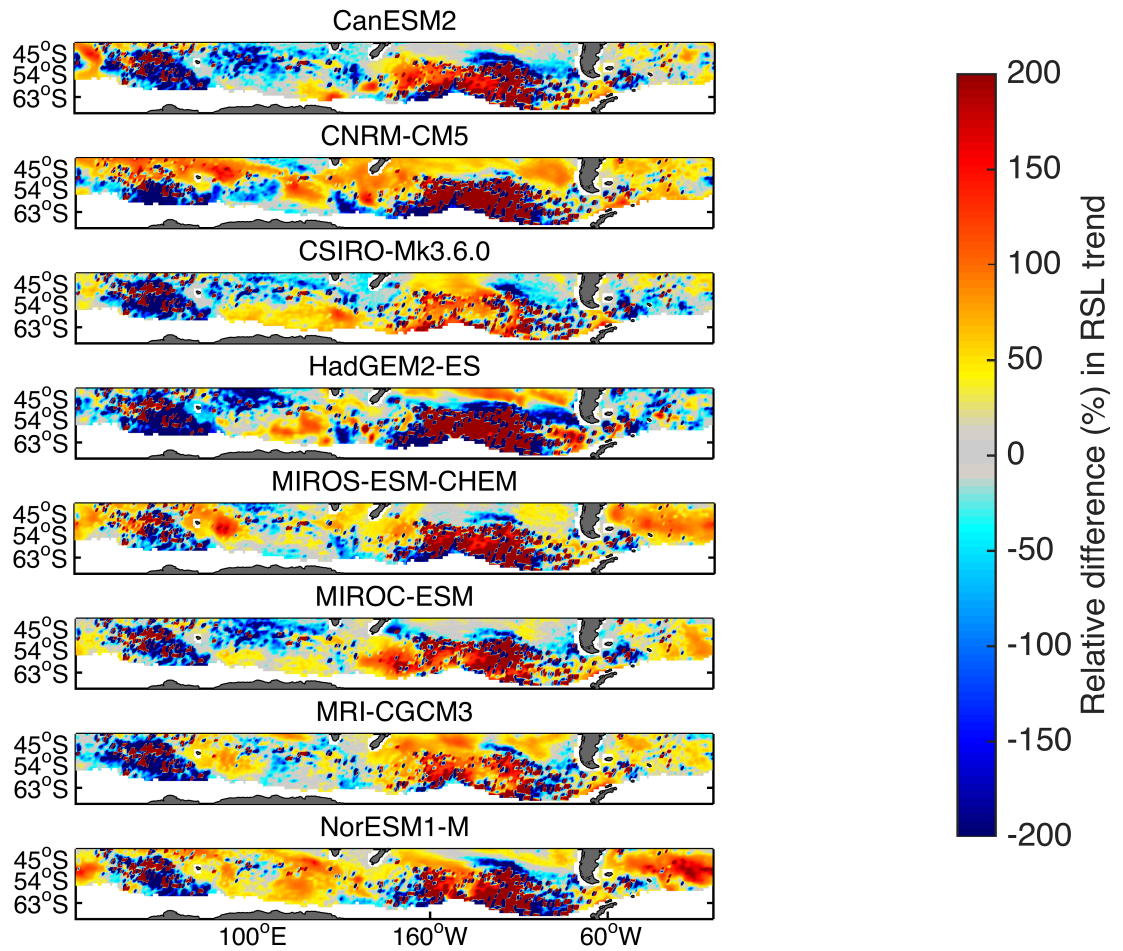 CanESM2
45°S
54°S
63°S
CNRM-CM5
45°S
54°S
63°S
CSIRO-Mk3.6.0
45°S
54°S
63°S
HadGEM2-ES
45°S
54°S
63°S
MIROS-ESM-CHEM
45°S
54°S
63°S
MIROC-ESM
45°S
54°S
63°S
MRI-CGCM3
45°S
54°S
63°S
NorESM1-M
45°S
54°S
63°S
100°E 160°W 60°W
200
150
100
50
0
-50
-100
-150
-200
Relative difference (%) in RSL trend